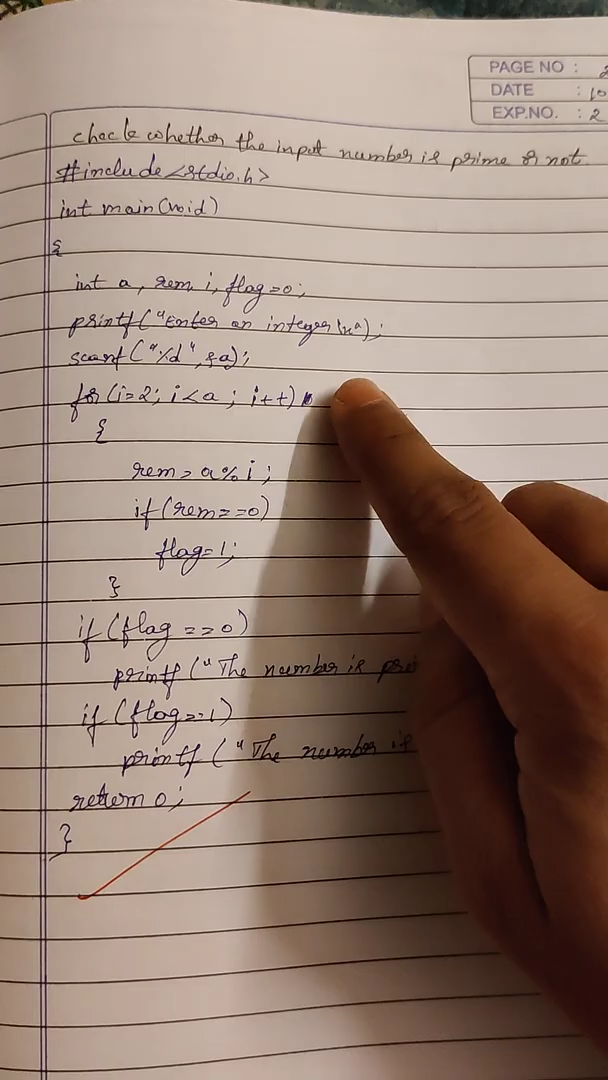 PAGE NO :
DATE : 10
EXP.NO. : 2
check whether the input number is prime or not
#include <stdio.h>
int main(void)
{
int a, rem, i, flag=0;
printf("Enter an integer\n");
scanf("%d",&a);
for(i=2; i<a; i++)
{
rem=a%i;
if(rem==0)
flag=1;
}
if(flag==0)
printf("The number is pri
if(flag==1)
printf("The number is
return 0;
}